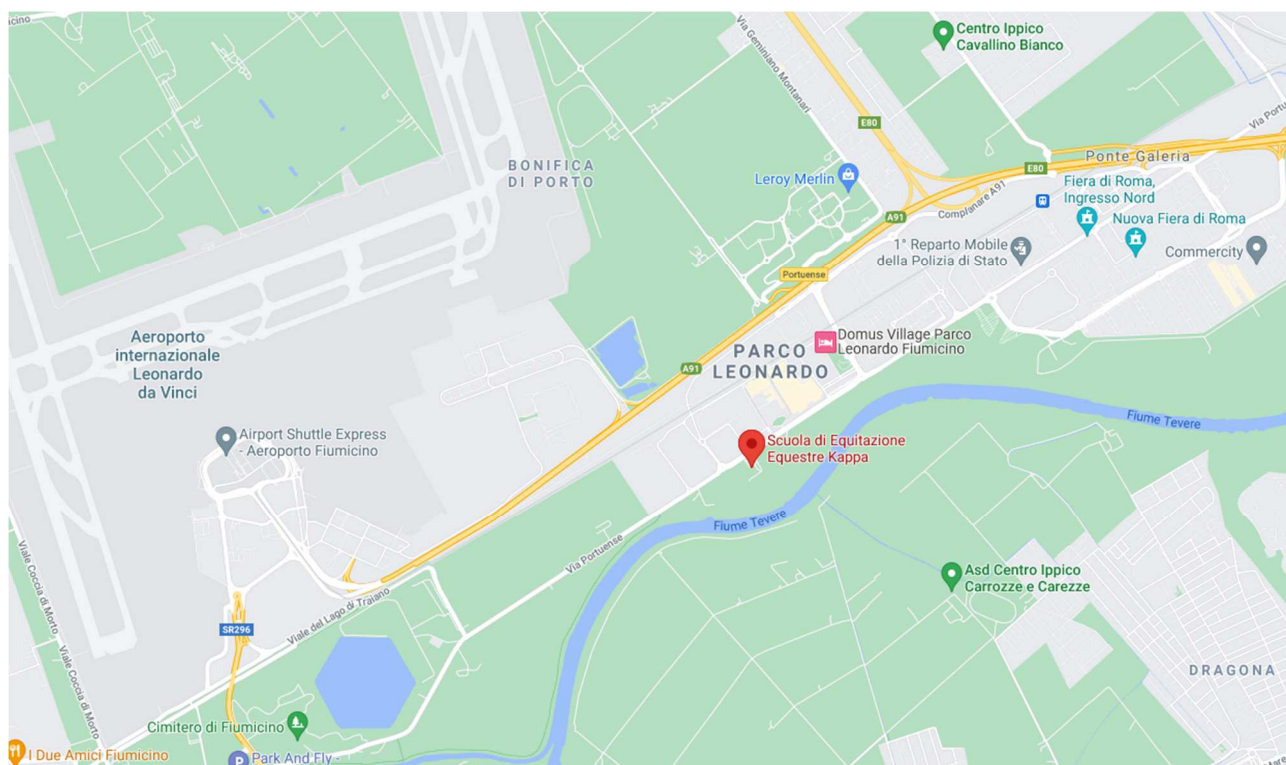 icino
Via Geminiano Montanari
Centro Ippico
Cavallino Bianco
E80
Via Portu
BONIFICA
DI PORTO
Leroy Merlin
E80
Ponte Galeria
Fiera di Roma,
Ingresso Nord
Complanare A91
A91
Nuova Fiera di Roma
1° Reparto Mobile
della Polizia di Stato
Commercity
Portuense
Aeroporto
internazionale
Leonardo
da Vinci
Domus Village Parco
Leonardo Fiumicino
PARCO
LEONARDO
A91
Fiume Tevere
Airport Shuttle Express
- Aeroporto Fiumicino
Scuola di Equitazione
Equestre Kappa
Fiume Tevere
Via Portuense
Viale Coccia di Morto
Asd Centro Ippico
Carrozze e Carezze
Viale del Lago di Traiano
SR296
Viale Coccia di Morto
DRAGONA
Cimitero di Fiumicino
I Due Amici Fiumicino
P
Park And Fly -